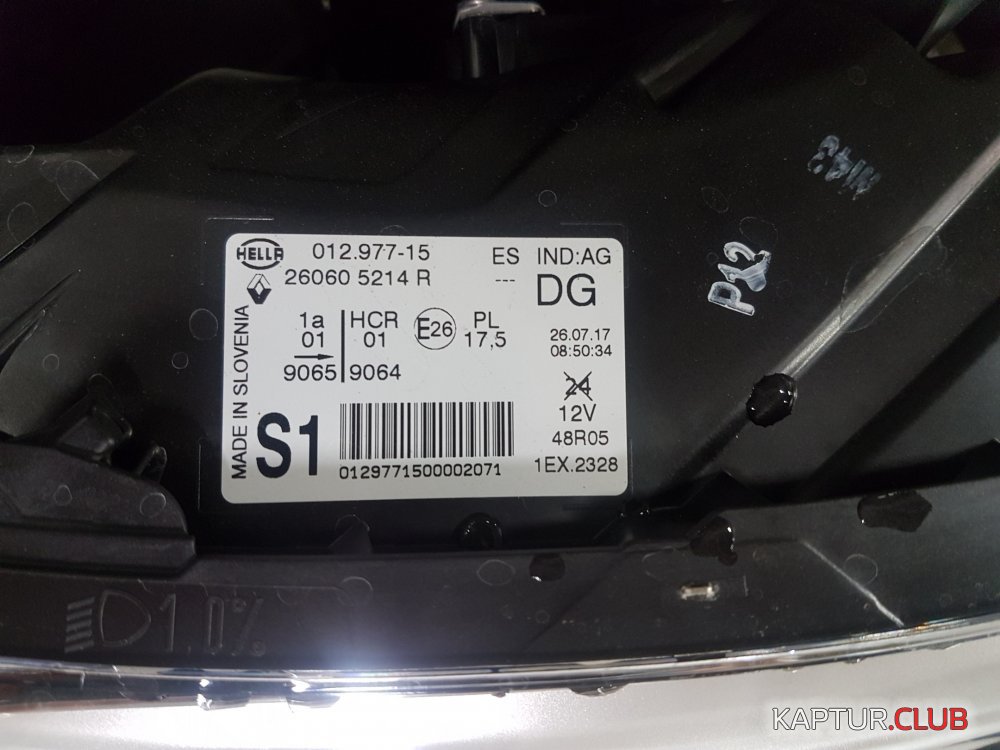 HELLA 012.977-15 ES IND:AG
26060 5214 R --- DG
MADE IN SLOVENIA
1a HCR E26 PL
01 01 17,5
9065 9064
26.07.17
08:50:34
24
12V
48R05
1EX.2328
S1
0129771500002071
P12
1.0%
KAPTUR.CLUB